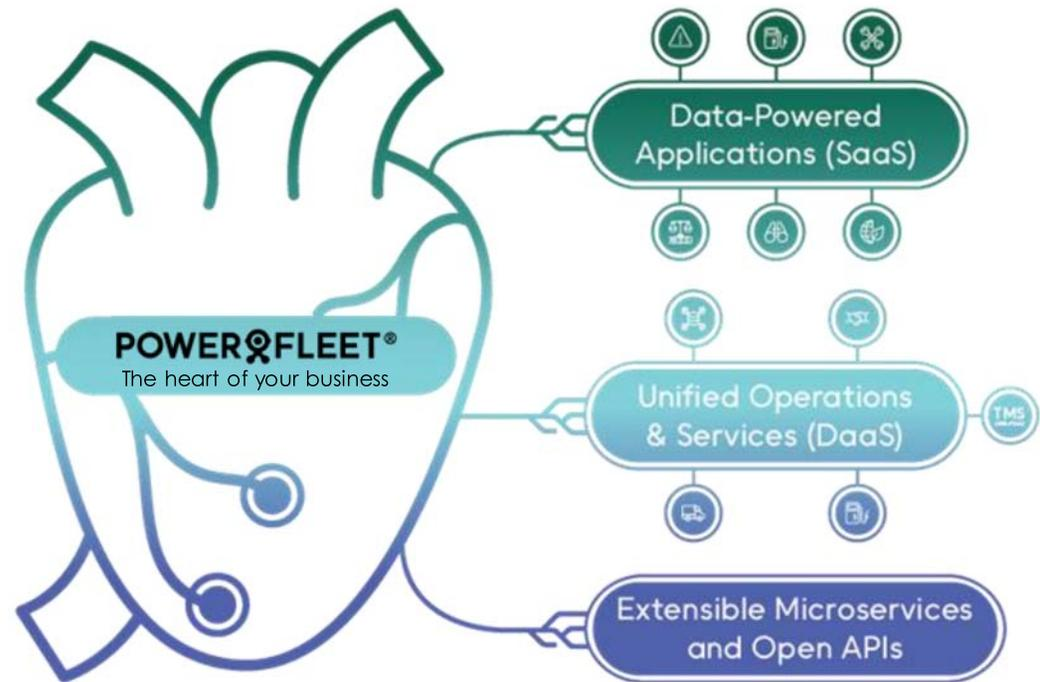 POWERFLEET®
The heart of your business
Data-Powered
Applications (SaaS)
Unified Operations
& Services (DaaS)
TMS
Extensible Microservices
and Open APIs